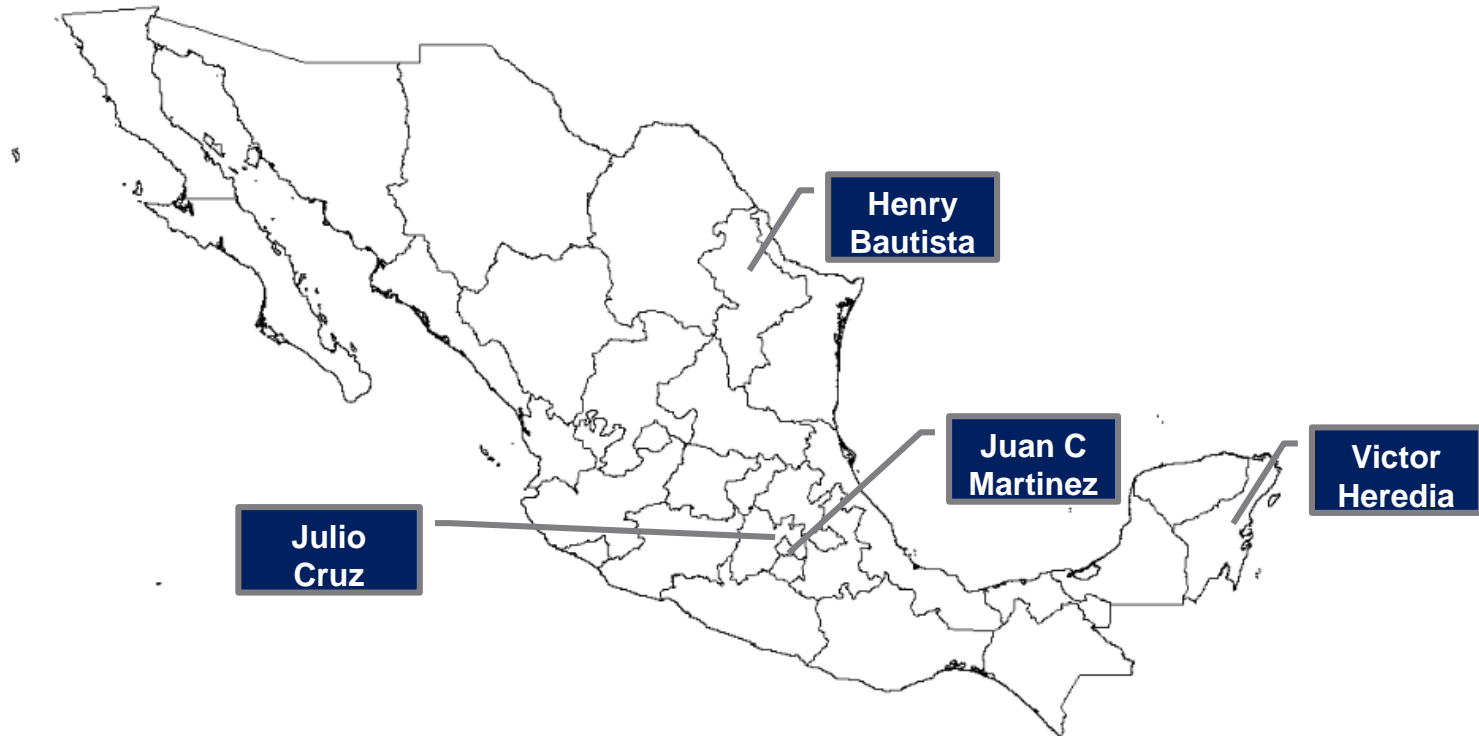 Henry
Bautista
Juan C
Martinez
Victor
Heredia
Julio
Cruz